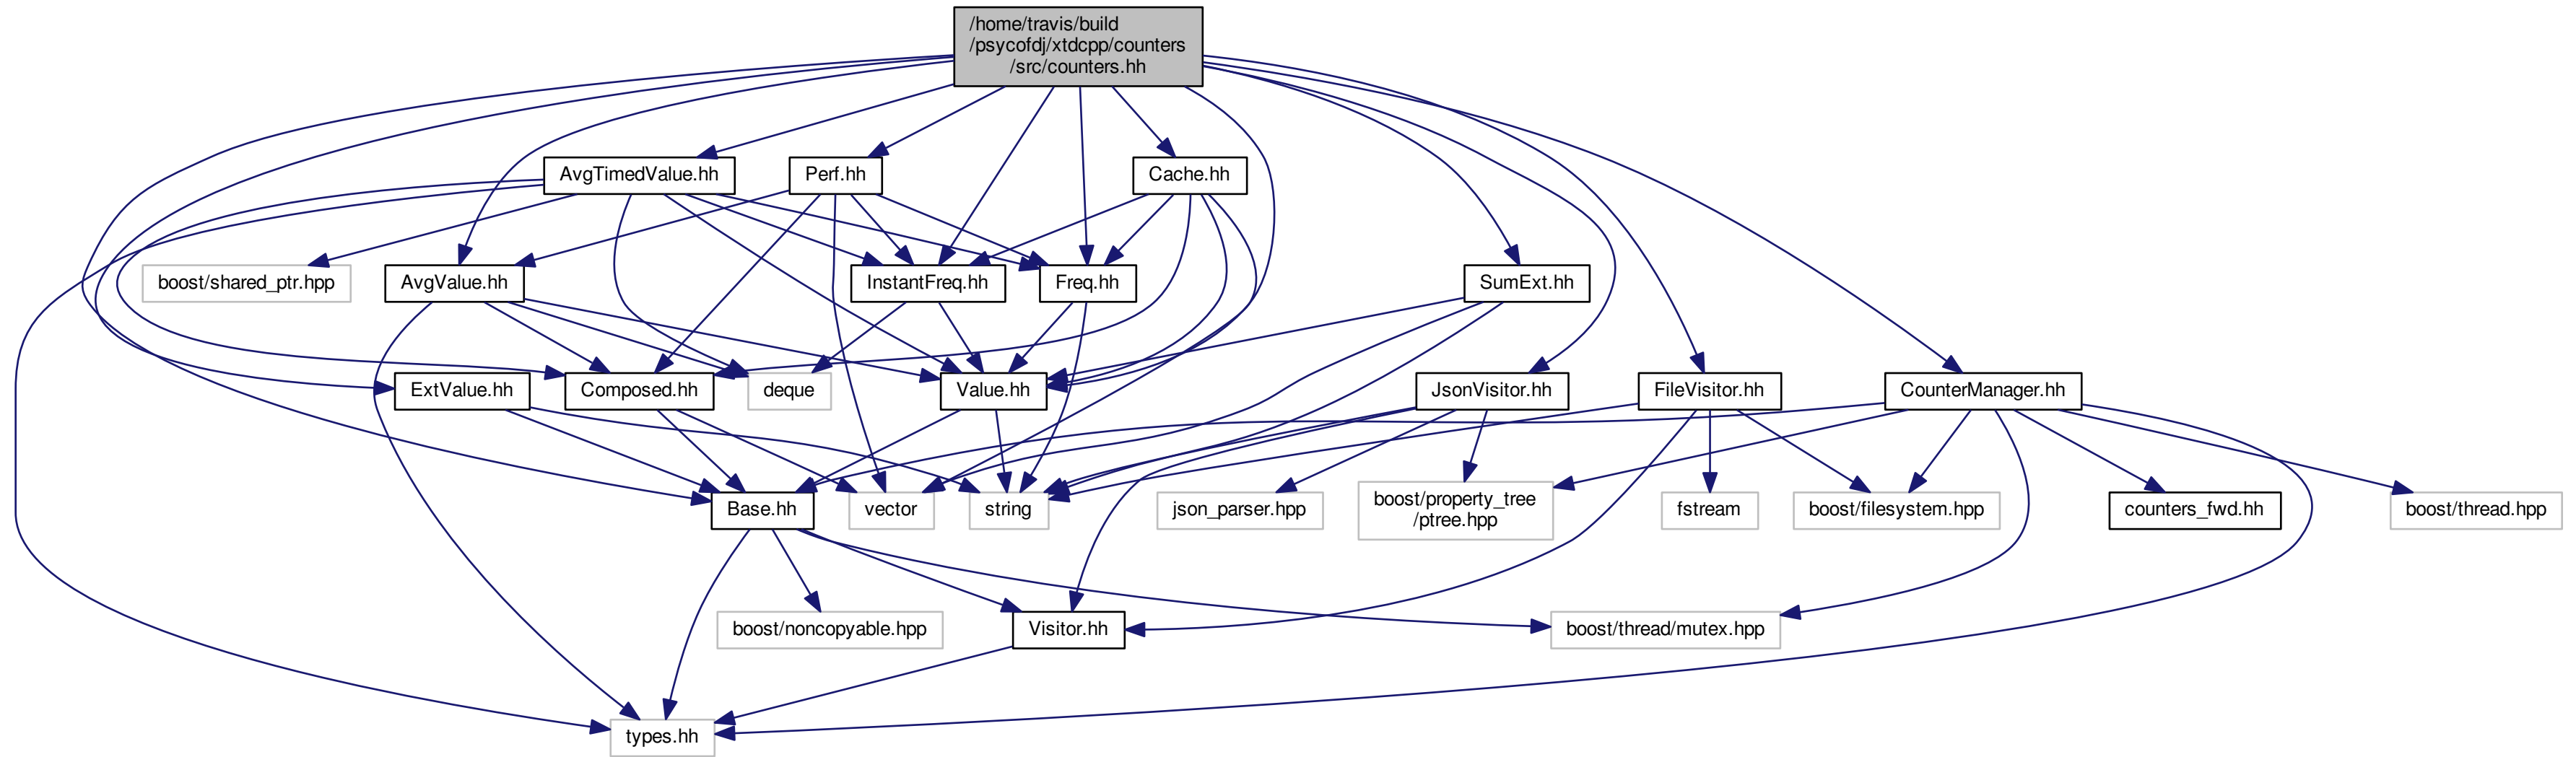 /home/travis/build
/psycofdj/xtdcpp/counters
/src/counters.hh
AvgTimedValue.hh
Perf.hh
Cache.hh
boost/shared_ptr.hpp
AvgValue.hh
InstantFreq.hh
Freq.hh
SumExt.hh
ExtValue.hh
Composed.hh
deque
Value.hh
JsonVisitor.hh
FileVisitor.hh
CounterManager.hh
Base.hh
vector
string
json_parser.hpp
boost/property_tree
/ptree.hpp
fstream
boost/filesystem.hpp
counters_fwd.hh
boost/thread.hpp
boost/noncopyable.hpp
Visitor.hh
boost/thread/mutex.hpp
types.hh